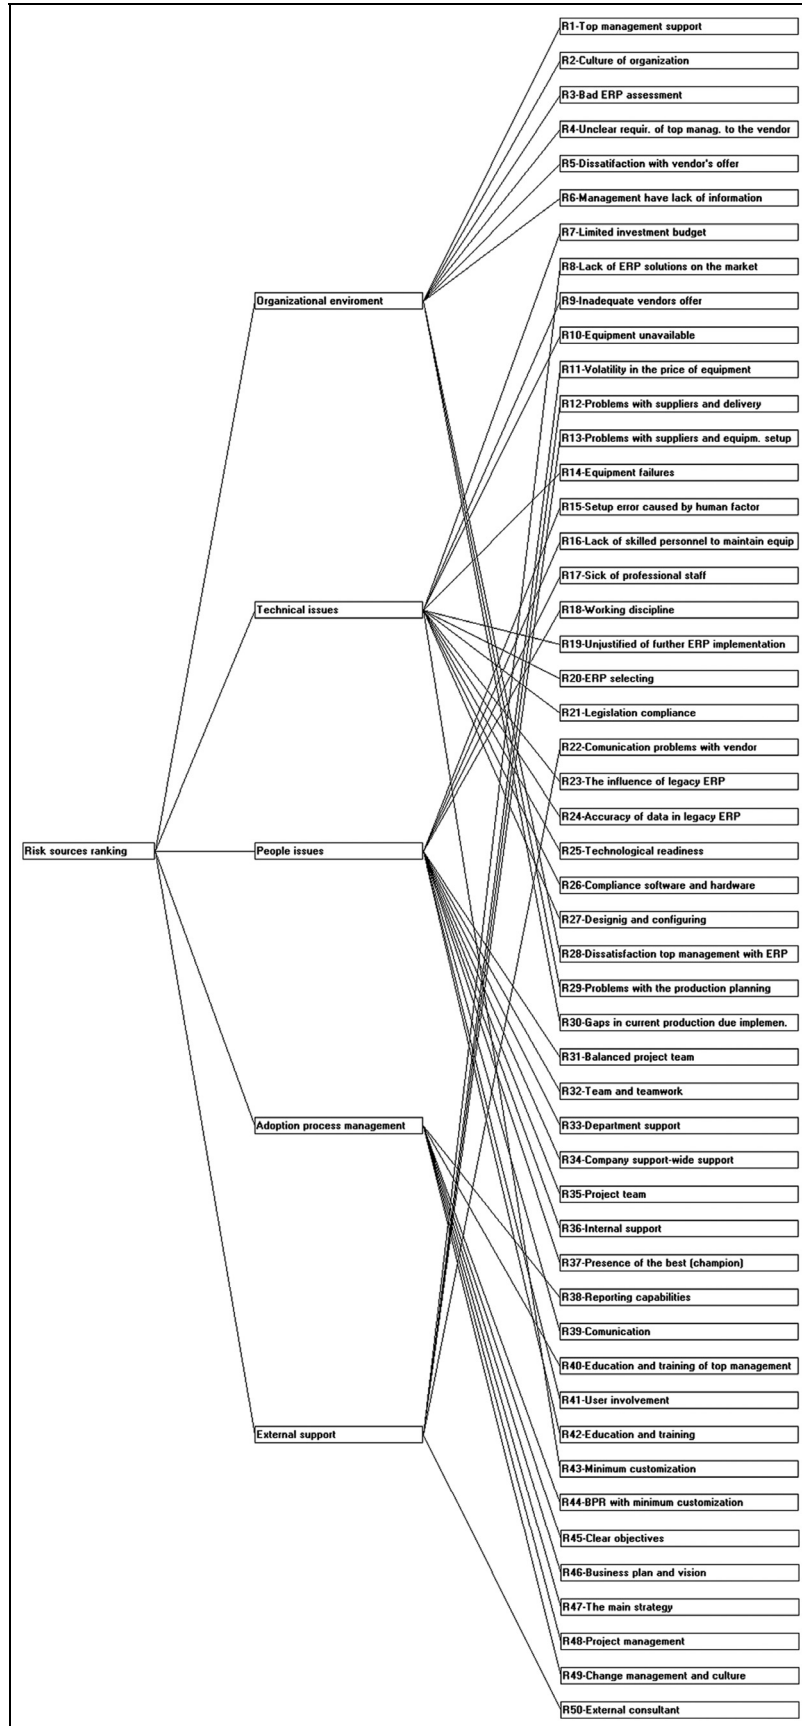 Risk sources ranking
Organizational enviroment
Technical issues
People issues
Adoption process management
External support
R1-Top management support
R2-Culture of organization
R3-Bad ERP assessment
R4-Unclear requir. of top manag. to the vendor
R5-Dissatifaction with vendor's offer
R6-Management have lack of information
R7-Limited investment budget
R8-Lack of ERP solutions on the market
R9-Inadequate vendors offer
R10-Equipment unavailable
R11-Volatility in the price of equipment
R12-Problems with suppliers and delivery
R13-Problems with suppliers and equipm. setup
R14-Equipment failures
R15-Setup error caused by human factor
R16-Lack of skilled personnel to maintain equip
R17-Sick of professional staff
R18-Working discipline
R19-Unjustified of further ERP implementation
R20-ERP selecting
R21-Legislation compliance
R22-Comunication problems with vendor
R23-The influence of legacy ERP
R24-Accuracy of data in legacy ERP
R25-Technological readiness
R26-Compliance software and hardware
R27-Designig and configuring
R28-Dissatisfaction top management with ERP
R29-Problems with the production planning
R30-Gaps in current production due implemen.
R31-Balanced project team
R32-Team and teamwork
R33-Department support
R34-Company support-wide support
R35-Project team
R36-Internal support
R37-Presence of the best (champion)
R38-Reporting capabilities
R39-Comunication
R40-Education and training of top management
R41-User involvement
R42-Education and training
R43-Minimum customization
R44-BPR with minimum customization
R45-Clear objectives
R46-Business plan and vision
R47-The main strategy
R48-Project management
R49-Change management and culture
R50-External consultant